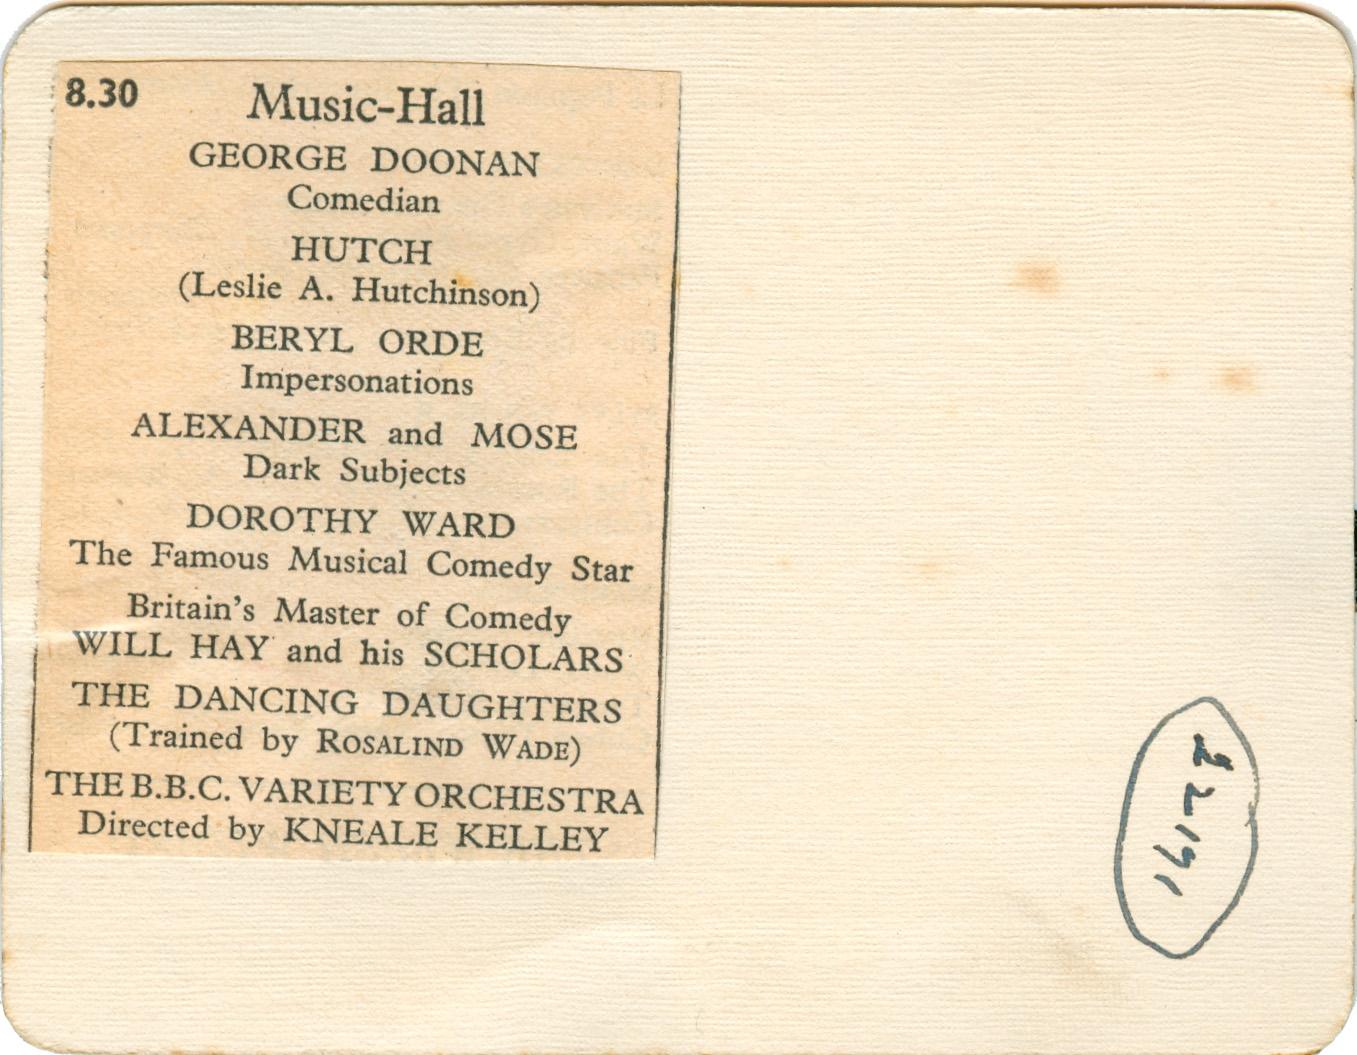 8.30 Music-Hall
GEORGE DOONAN
Comedian
HUTCH
(Leslie A. Hutchinson)
BERYL ORDE
Impersonations
ALEXANDER and MOSE
Dark Subjects
DOROTHY WARD
The Famous Musical Comedy Star
Britain's Master of Comedy
WILL HAY and his SCHOLARS
THE DANCING DAUGHTERS
(Trained by ROSALIND WADE)
THE B.B.C. VARIETY ORCHESTRA
Directed by KNEALE KELLEY